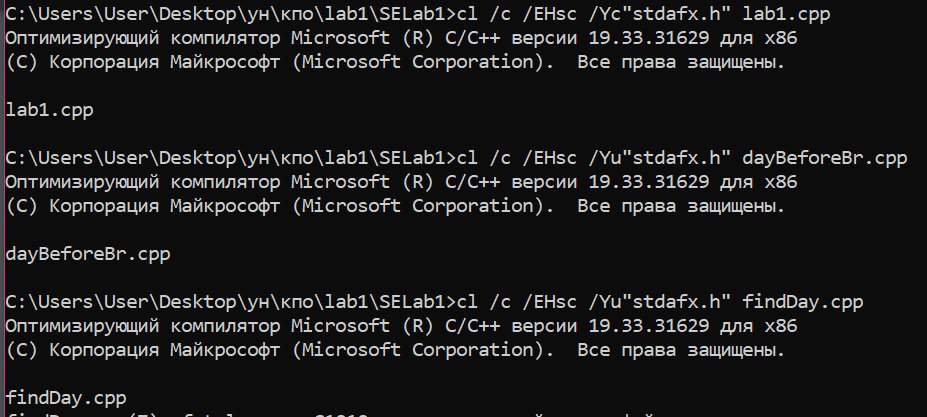 C:\Users\User\Desktop\ун\кпо\lab1\SELab1>cl /c /EHsc /Yc"stdafx.h" lab1.cpp
Оптимизирующий компилятор Microsoft (R) C/C++ версии 19.33.31629 для x86
(C) Корпорация Майкрософт (Microsoft Corporation).  Все права защищены.
lab1.cpp
C:\Users\User\Desktop\ун\кпо\lab1\SELab1>cl /c /EHsc /Yu"stdafx.h" dayBeforeBr.cpp
Оптимизирующий компилятор Microsoft (R) C/C++ версии 19.33.31629 для x86
(C) Корпорация Майкрософт (Microsoft Corporation).  Все права защищены.
dayBeforeBr.cpp
C:\Users\User\Desktop\ун\кпо\lab1\SELab1>cl /c /EHsc /Yu"stdafx.h" findDay.cpp
Оптимизирующий компилятор Microsoft (R) C/C++ версии 19.33.31629 для x86
(C) Корпорация Майкрософт (Microsoft Corporation).  Все права защищены.
findDay.cpp